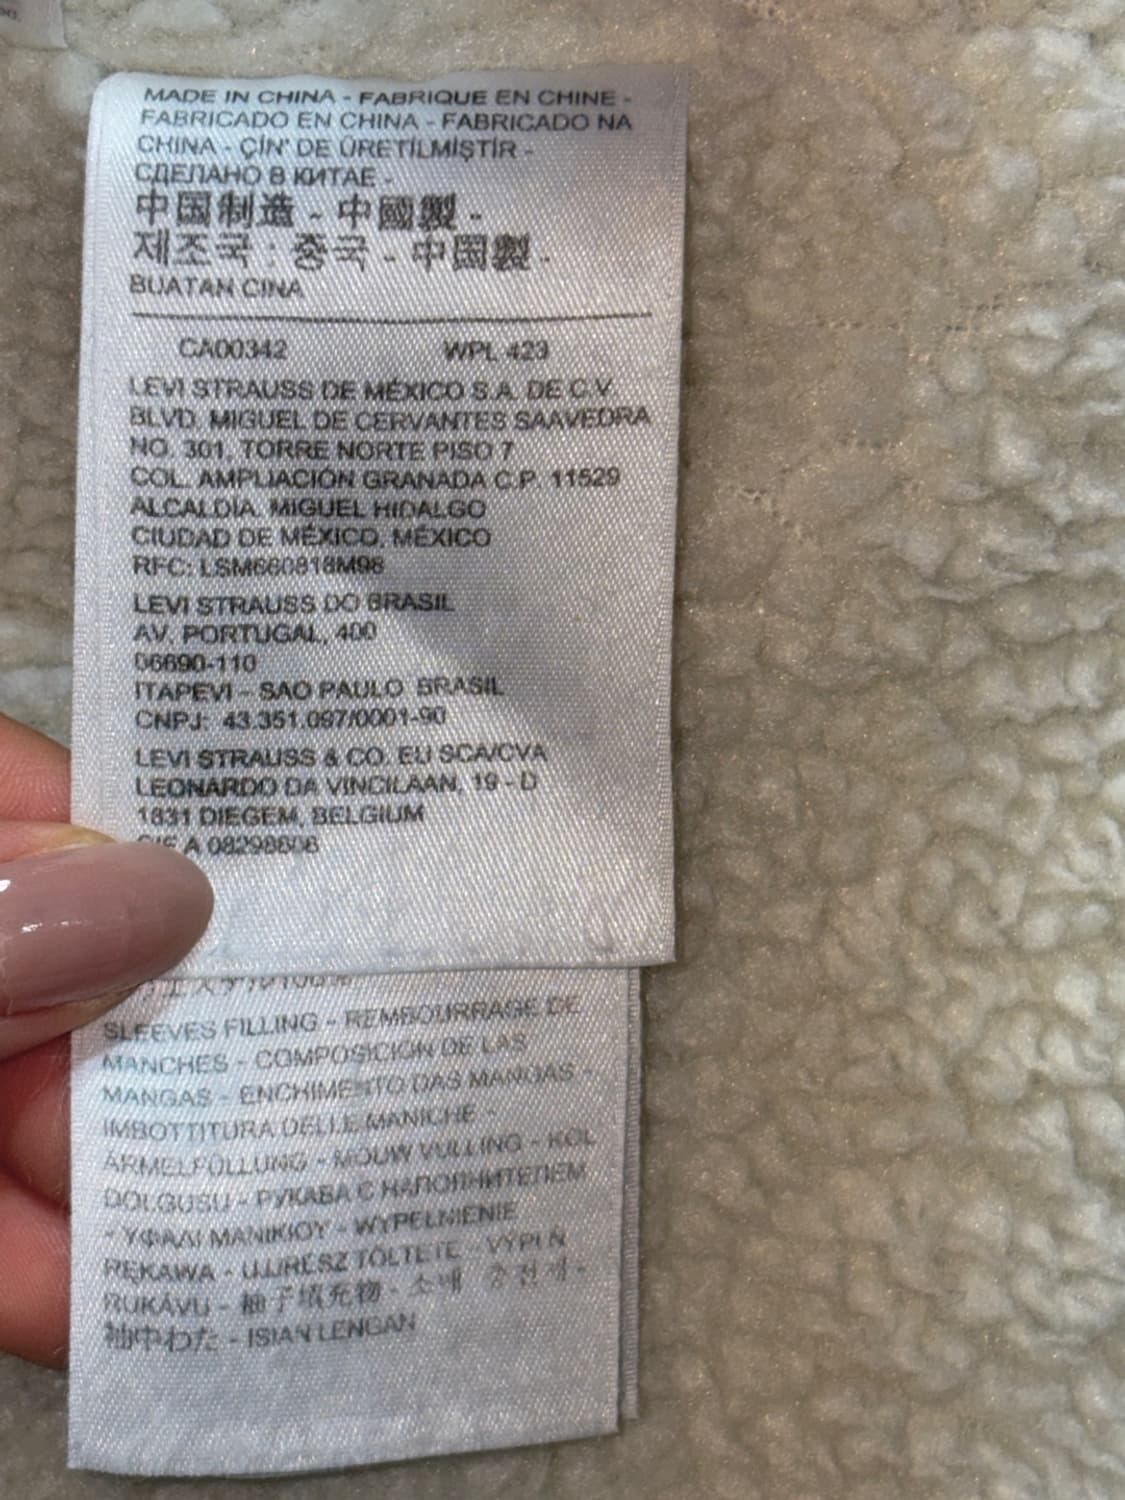 MADE IN CHINA - FABRIQUE EN CHINE -
FABRICADO EN CHINA - FABRICADO NA
CHINA - ÇİN' DE ÜRETİLMİŞTİR -
СДЕЛАНО В КИТАЕ -
中国制造 - 中國製 -
제조국 : 중국 - 中国製 -
BUATAN CINA
CA00342 WPL 423
LEVI STRAUSS DE MÉXICO S.A. DE C.V.
BLVD. MIGUEL DE CERVANTES SAAVEDRA
NO. 301, TORRE NORTE PISO 7
COL. AMPLIACIÓN GRANADA C.P. 11529
ALCALDÍA. MIGUEL HIDALGO
CIUDAD DE MÉXICO, MÉXICO
RFC: LSM660818M98
LEVI STRAUSS DO BRASIL
AV. PORTUGAL, 400
06690-110
ITAPEVI – SAO PAULO BRASIL
CNPJ: 43.351.097/0001-90
LEVI STRAUSS & CO. EU SCA/CVA
LEONARDO DA VINCILAAN, 19 - D
1831 DIEGEM, BELGIUM
CIF A 08298606
SLEEVES FILLING - REMBOURRAGE DE
MANCHES - COMPOSICIÓN DE LAS
MANGAS - ENCHIMENTO DAS MANGAS -
IMBOTTITURA DELLE MANICHE -
ÄRMELFÜLLUNG - MOUW VULLING - KOL
DOLGUSU - РУКАВА С НАПОЛНИТЕЛЕМ
- ΥΦΑΔΙ ΜΑΝΙΚΙΟΥ - WYPEŁNIENIE
RĘKAWA - UJJRÉSZ TÖLTETE - VÝPLŇ
RUKÁVU - 袖子填充物 - 소매 충전재 -
袖中わた - ISIAN LENGAN